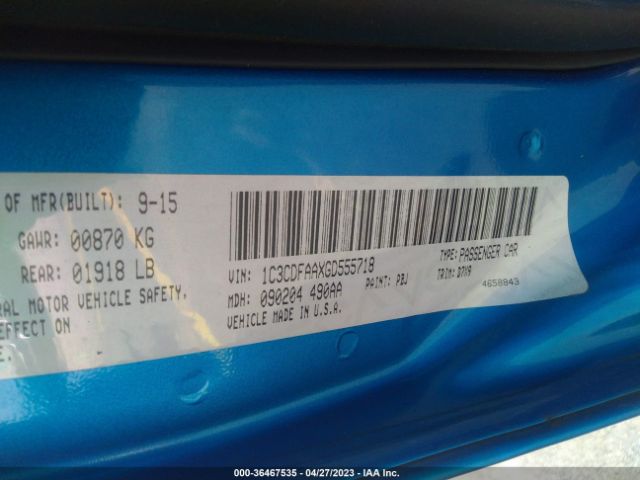 OF MFR(BUILT): 9-15
GAWR: 00870 KG
REAR: 01918 LB
RAL MOTOR VEHICLE SAFETY,
EFFECT ON
E.
VIN: 1C3CDFAAXGD555718
TYPE: PASSENGER CAR
MDH: 090204 490AA
PAINT: PBJ
TRIM: D7X9
VEHICLE MADE IN U.S.A.
4658843
000-36467535 - 04/27/2023 - IAA Inc.